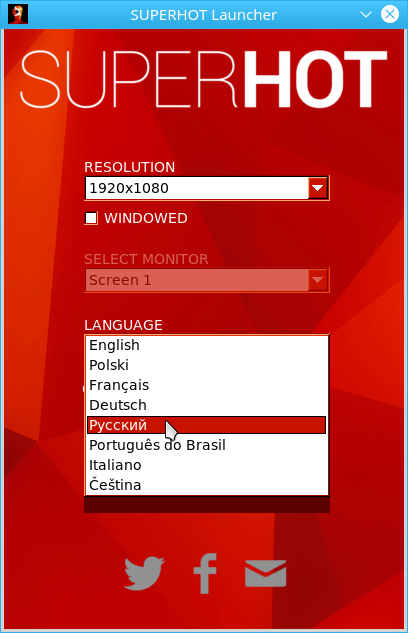 SUPERHOT Launcher
SUPERHOT
RESOLUTION
1920x1080
WINDOWED
SELECT MONITOR
Screen 1
LANGUAGE
English
Polski
Français
Deutsch
Русский
Português do Brasil
Italiano
Čeština